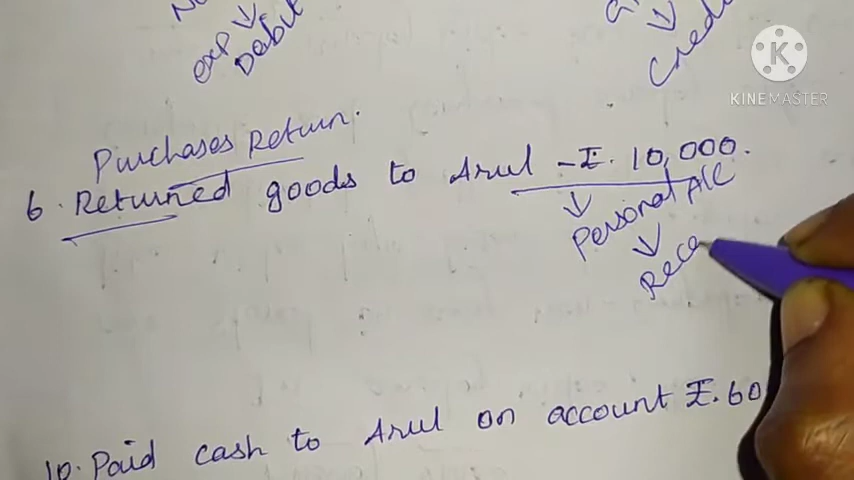 exp
Debit
KINEMASTER
Purchases Return.
6. Returned goods to Arul - ₹. 10,000.
Personal A/C
Rece
10. Paid cash to Arul on account ₹. 60